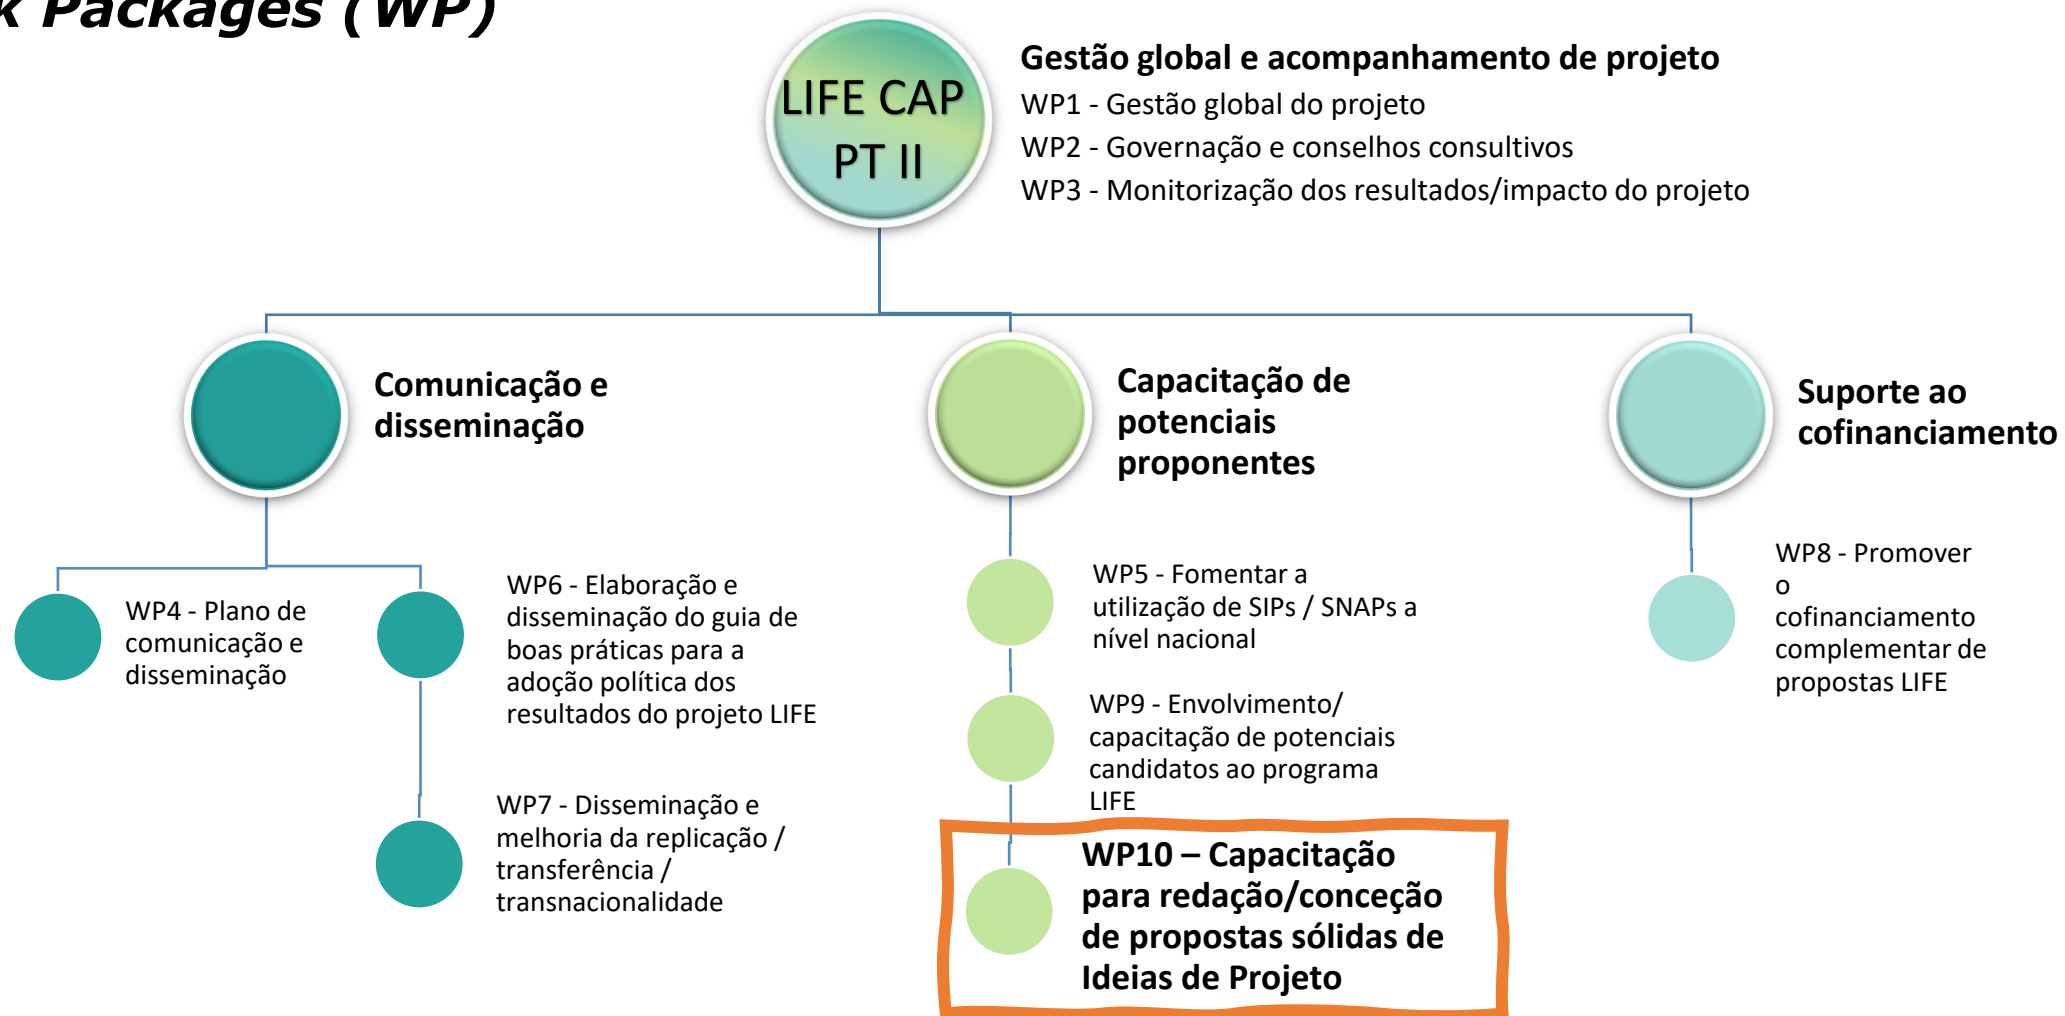 k Packages (WP)
LIFE CAP
PT II
Gestão global e acompanhamento de projeto
WP1 - Gestão global do projeto
WP2 - Governação e conselhos consultivos
WP3 - Monitorização dos resultados/impacto do projeto
Comunicação e
disseminação
Capacitação de
potenciais
proponentes
Suporte ao
cofinanciamento
WP4 - Plano de
comunicação e
disseminação
WP6 - Elaboração e
disseminação do guia de
boas práticas para a
adoção política dos
resultados do projeto LIFE
WP7 - Disseminação e
melhoria da replicação /
transferência /
transnacionalidade
WP5 - Fomentar a
utilização de SIPs / SNAPs a
nível nacional
WP9 - Envolvimento/
capacitação de potenciais
candidatos ao programa
LIFE
WP10 – Capacitação
para redação/conceção
de propostas sólidas de
Ideias de Projeto
WP8 - Promover
o
cofinanciamento
complementar de
propostas LIFE